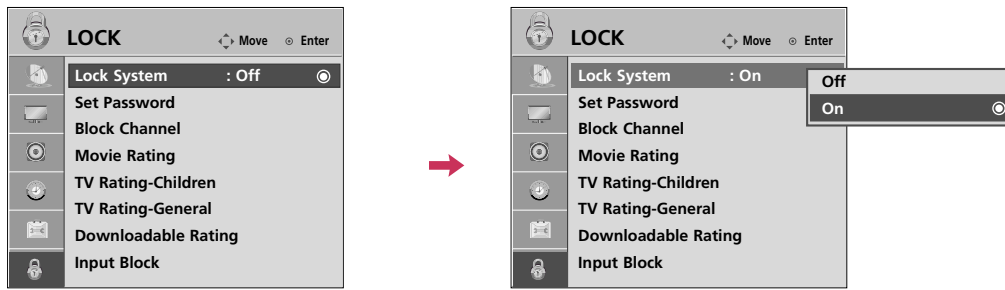 LOCK
Move
Enter
Lock System : Off
Set Password
Block Channel
Movie Rating
TV Rating-Children
TV Rating-General
Downloadable Rating
Input Block
LOCK
Move
Enter
Lock System : On
Set Password
Block Channel
Movie Rating
TV Rating-Children
TV Rating-General
Downloadable Rating
Input Block
Off
On